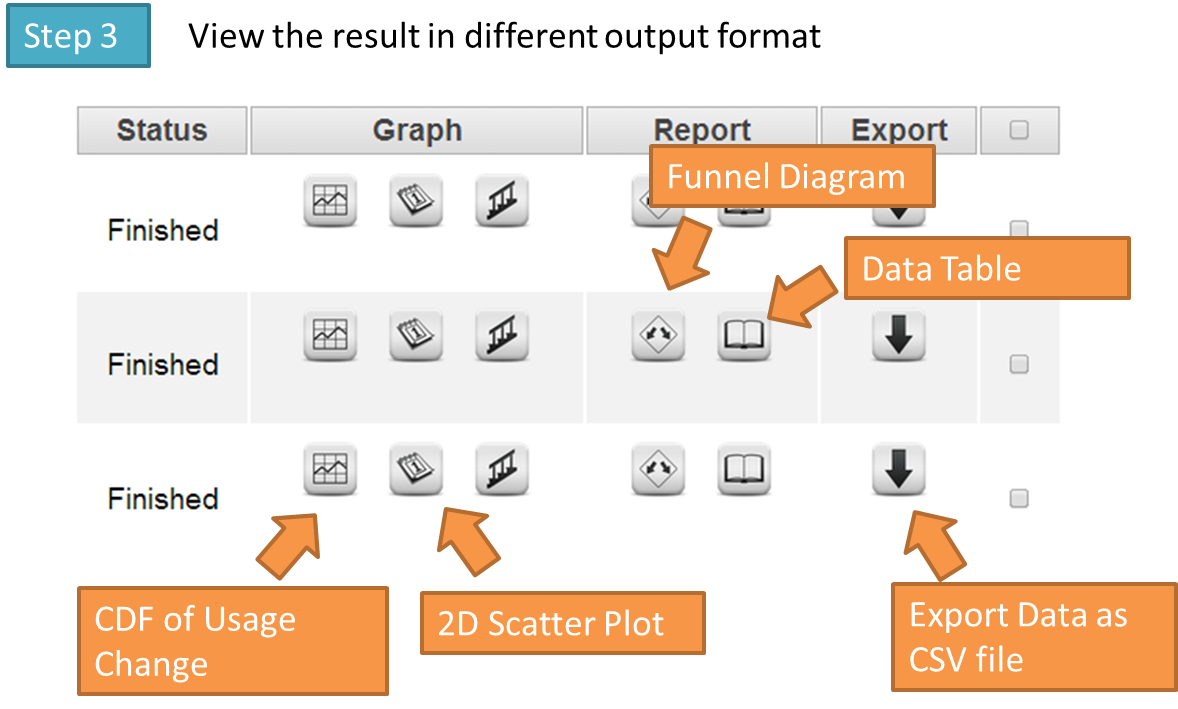 Step 3
View the result in different output format
Status Graph Report Export
Funnel Diagram
Finished
Data Table
Finished
Finished
CDF of Usage
Change
2D Scatter Plot
Export Data as
CSV file